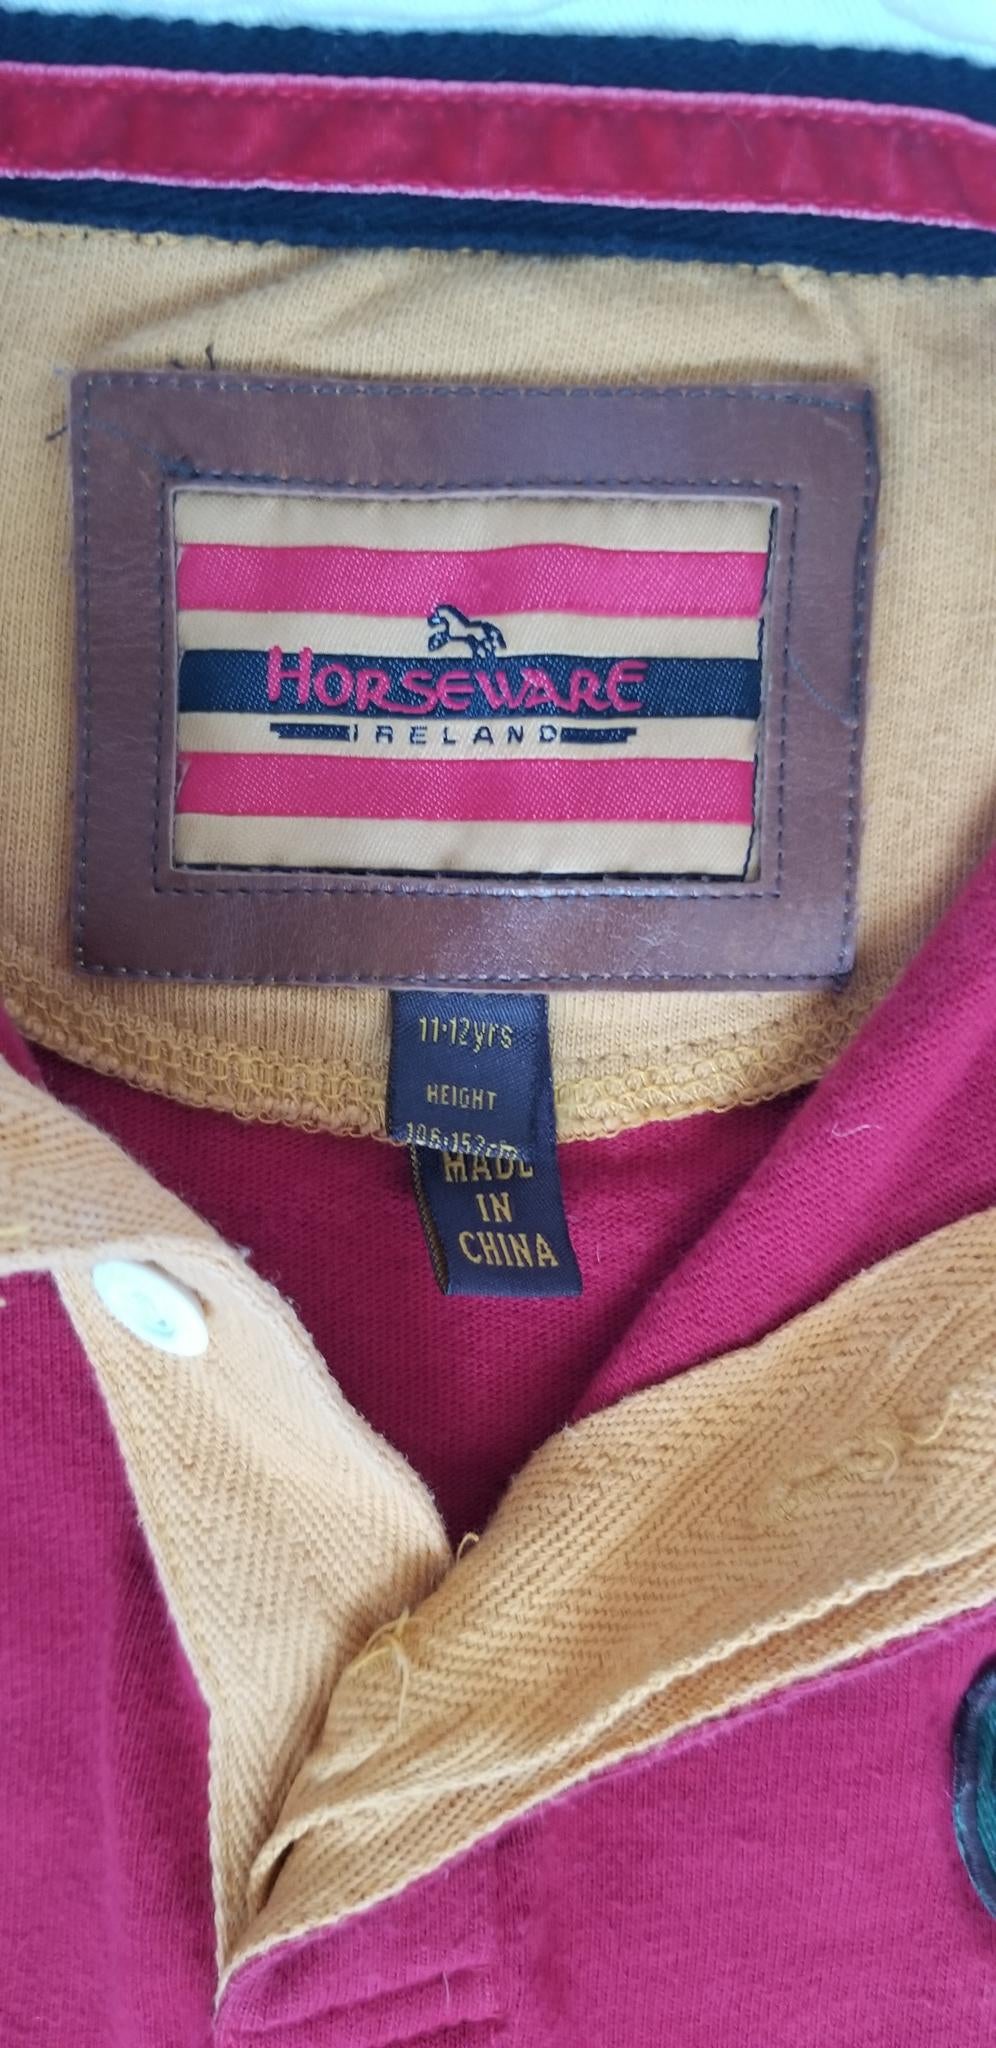 HORSEWARE
IRELAND
11-12yrs
HEIGHT
MADE
IN
CHINA